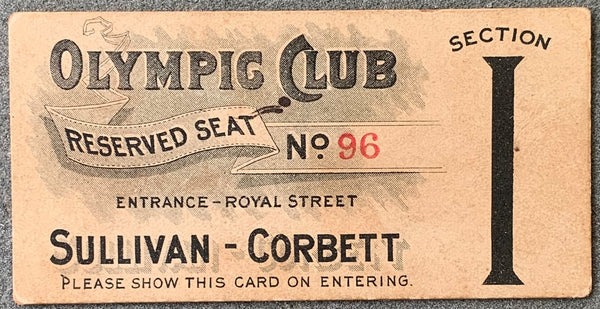 OLYMPIC CLUB
RESERVED SEAT
No. 96
ENTRANCE - ROYAL STREET
SULLIVAN - CORBETT
PLEASE SHOW THIS CARD ON ENTERING.
SECTION
I